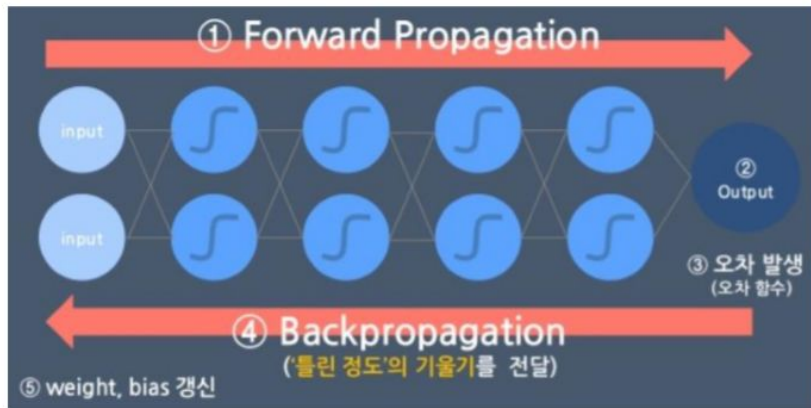 ① Forward Propagation
input
input
②
Output
③ 오차 발생
(오차 함수)
④ Backpropagation
('틀린 정도'의 기울기를 전달)
⑤ weight, bias 갱신